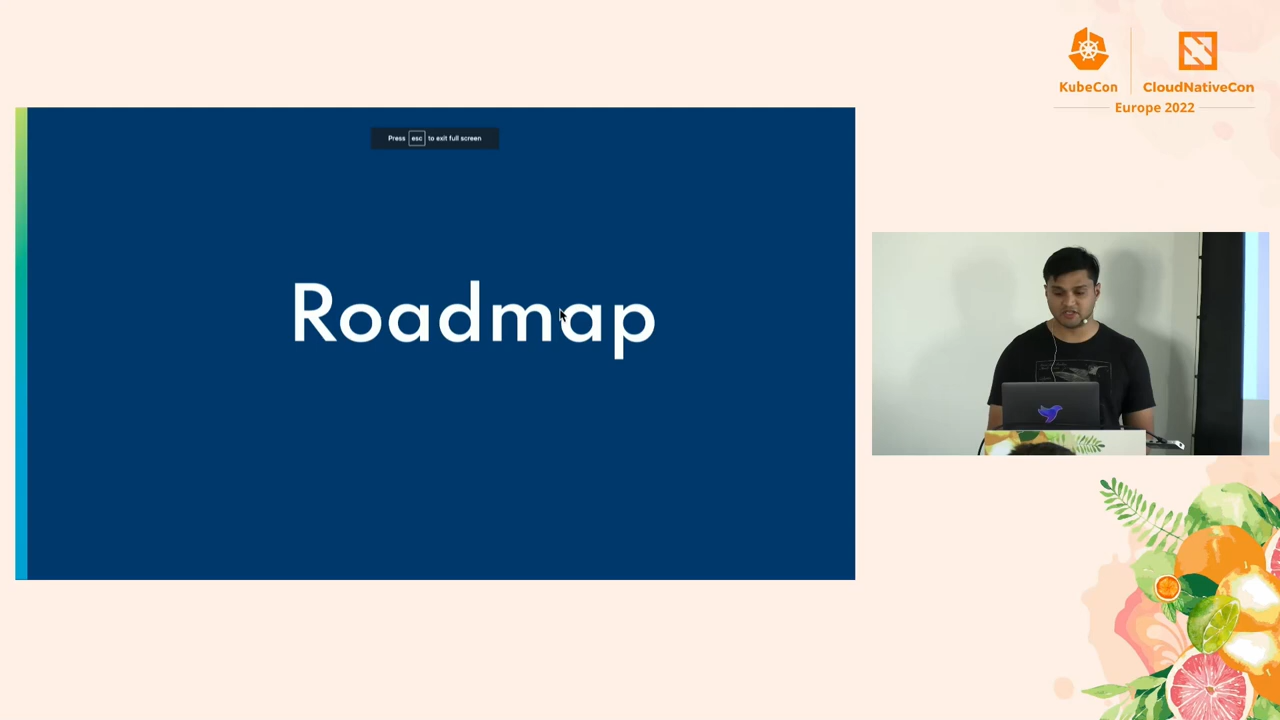 KubeCon
CloudNativeCon
Europe 2022
Press esc to exit full screen
Roadmap